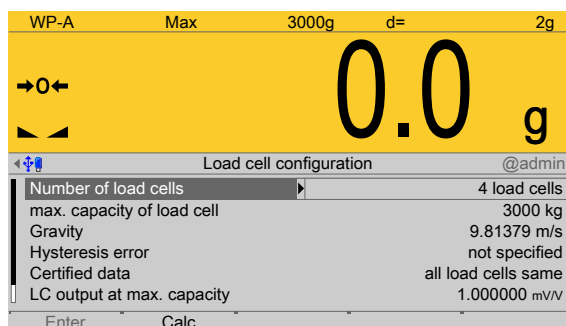 WP-A Max 3000g d= 2g
→0←
0.0 g
Load cell configuration @admin
Number of load cells 4 load cells
max. capacity of load cell 3000 kg
Gravity 9.81379 m/s
Hysteresis error not specified
Certified data all load cells same
LC output at max. capacity 1.000000 mV/V
Enter Calc